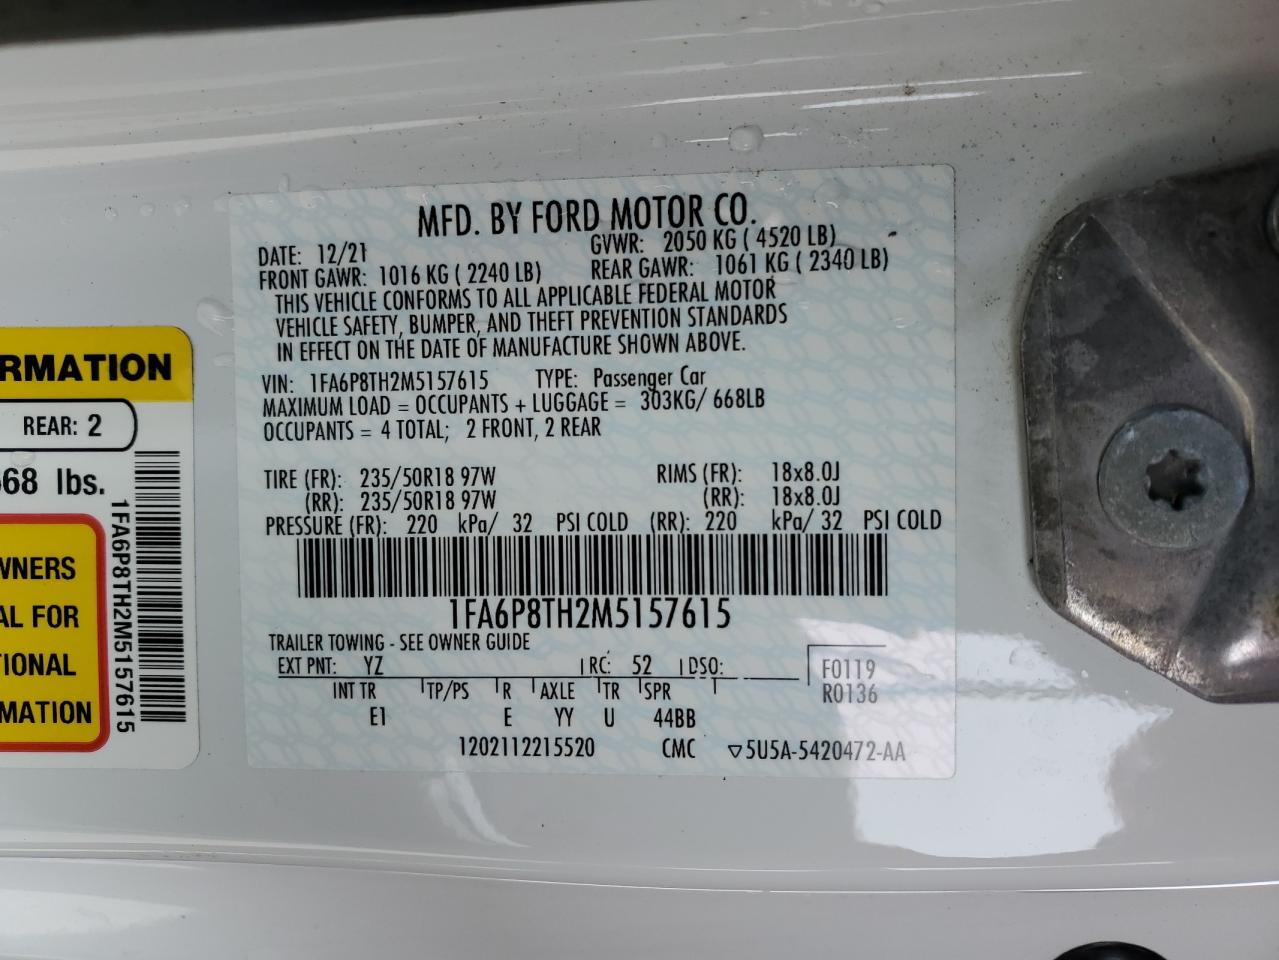 MFD. BY FORD MOTOR CO.
DATE: 12/21 GVWR: 2050 KG ( 4520 LB)
FRONT GAWR: 1016 KG ( 2240 LB) REAR GAWR: 1061 KG ( 2340 LB)
THIS VEHICLE CONFORMS TO ALL APPLICABLE FEDERAL MOTOR
VEHICLE SAFETY, BUMPER, AND THEFT PREVENTION STANDARDS
IN EFFECT ON THE DATE OF MANUFACTURE SHOWN ABOVE.
VIN: 1FA6P8TH2M5157615 TYPE: Passenger Car
MAXIMUM LOAD = OCCUPANTS + LUGGAGE = 303KG/ 668LB
OCCUPANTS = 4 TOTAL; 2 FRONT, 2 REAR
TIRE (FR): 235/50R18 97W RIMS (FR): 18x8.0J
(RR): 235/50R18 97W (RR): 18x8.0J
PRESSURE (FR): 220 kPa/ 32 PSI COLD (RR): 220 kPa/ 32 PSI COLD
1FA6P8TH2M5157615
TRAILER TOWING - SEE OWNER GUIDE
EXT PNT: YZ RC: 52 DSO: F0119
INT TR TP/PS R AXLE TR SPR R0136
E1 E YY U 44BB
1202112215520 CMC ▽5U5A-5420472-AA
RMATION
REAR: 2
668 lbs.
WNERS
AL FOR
TIONAL
MATION
1FA6P8TH2M5157615